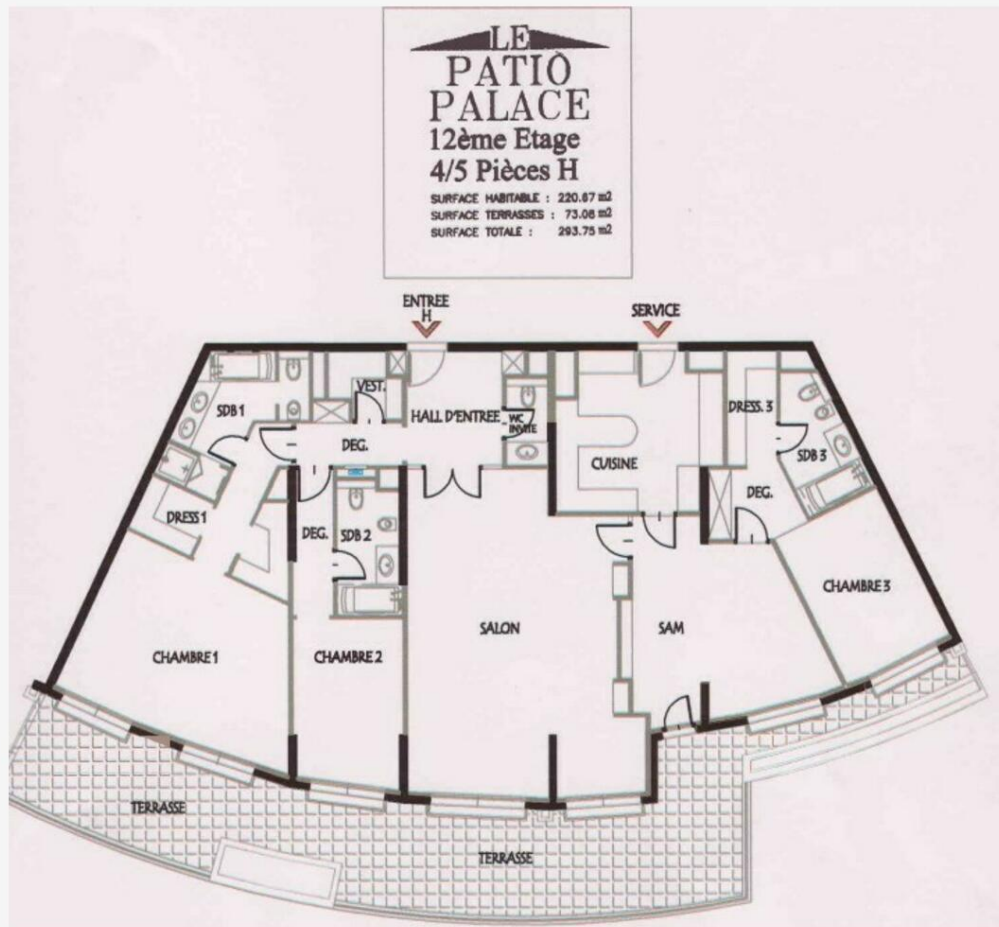 LE
PATIO
PALACE
12ème Etage
4/5 Pièces H
SURFACE HABITABLE : 220.67 m2
SURFACE TERRASSES : 73.08 m2
SURFACE TOTALE : 293.75 m2
ENTREE
H
SERVICE
VEST.
SDB 1
HALL D'ENTREE
WC
INVITE
DRESS. 3
DEG.
CUISINE
SDB 3
DRESS 1
DEG.
SDB 2
DEG.
CHAMBRE 3
SALON
SAM
CHAMBRE 1
CHAMBRE 2
TERRASSE
TERRASSE